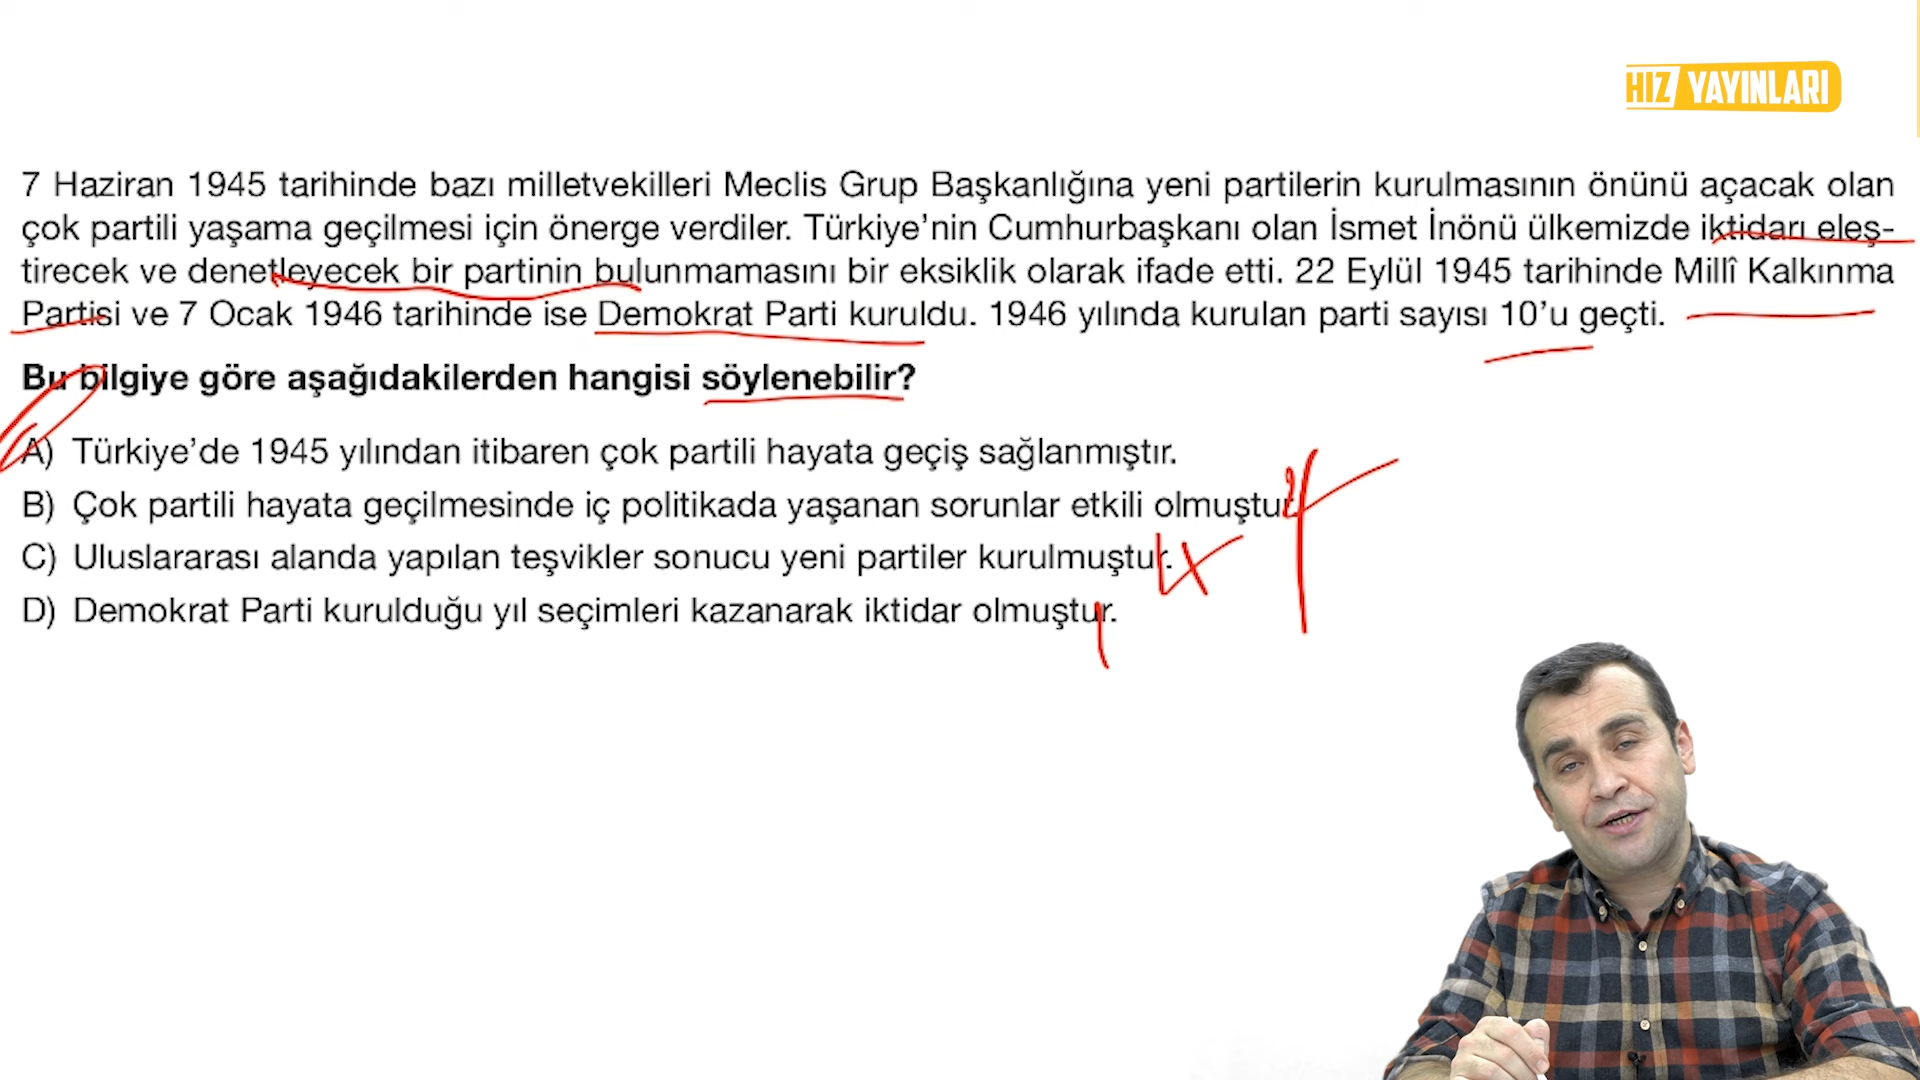 HIZ YAYINLARI
7 Haziran 1945 tarihinde bazı milletvekilleri Meclis Grup Başkanlığına yeni partilerin kurulmasının önünü açacak olan
çok partili yaşama geçilmesi için önerge verdiler. Türkiye'nin Cumhurbaşkanı olan İsmet İnönü ülkemizde iktidarı eleş-
tirecek ve denetleyecek bir partinin bulunmamasını bir eksiklik olarak ifade etti. 22 Eylül 1945 tarihinde Millî Kalkınma
Partisi ve 7 Ocak 1946 tarihinde ise Demokrat Parti kuruldu. 1946 yılında kurulan parti sayısı 10'u geçti.
Bu bilgiye göre aşağıdakilerden hangisi söylenebilir?
A) Türkiye'de 1945 yılından itibaren çok partili hayata geçiş sağlanmıştır.
B) Çok partili hayata geçilmesinde iç politikada yaşanan sorunlar etkili olmuştur.
C) Uluslararası alanda yapılan teşvikler sonucu yeni partiler kurulmuştur.
D) Demokrat Parti kurulduğu yıl seçimleri kazanarak iktidar olmuştur.